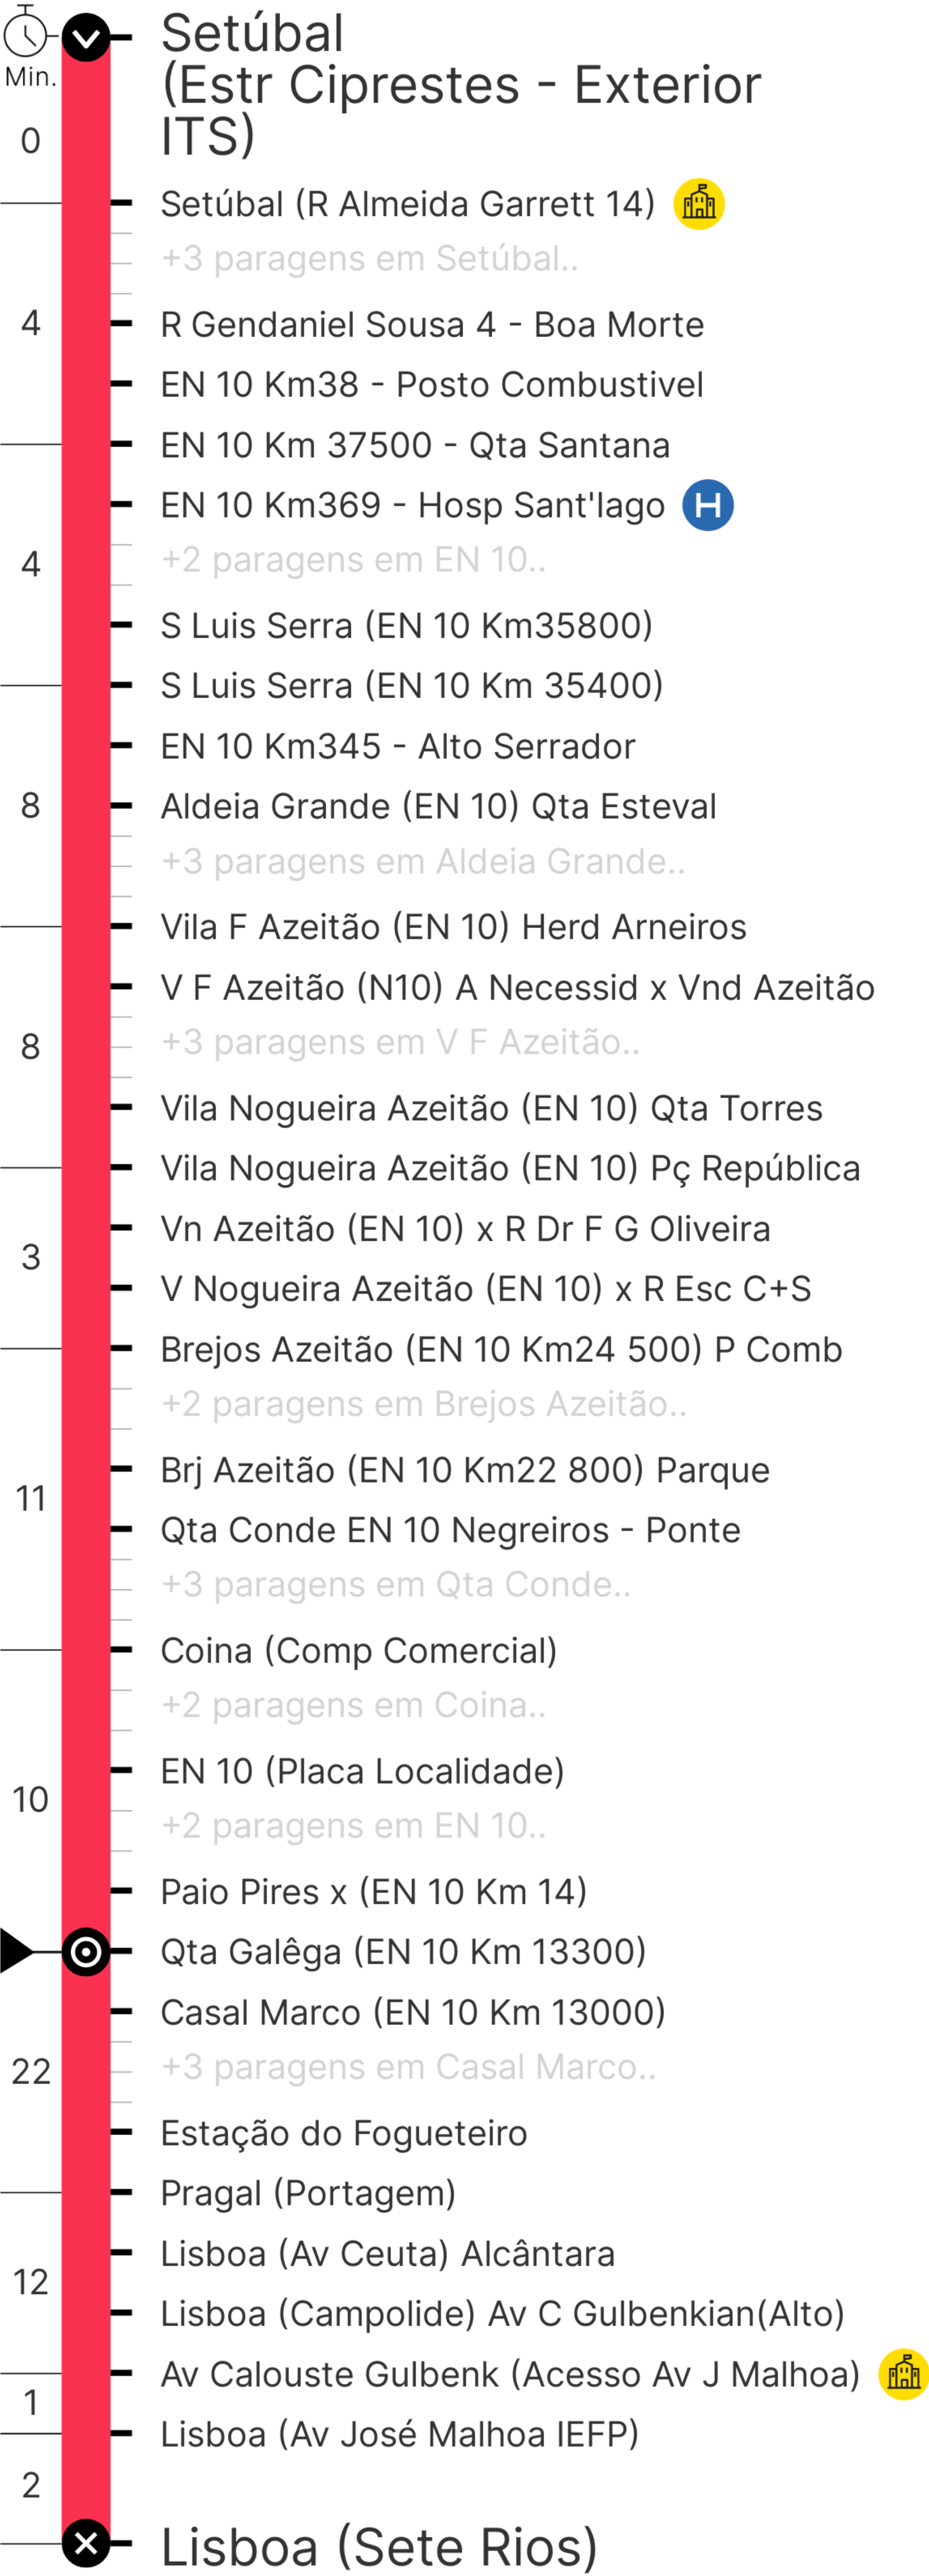 Min.
Setúbal
(Estr Ciprestes - Exterior
ITS)
0
Setúbal (R Almeida Garrett 14)
+3 paragens em Setúbal..
4
R Gendaniel Sousa 4 - Boa Morte
EN 10 Km38 - Posto Combustivel
EN 10 Km 37500 - Qta Santana
EN 10 Km369 - Hosp Sant'Iago H
+2 paragens em EN 10..
4
S Luis Serra (EN 10 Km35800)
S Luis Serra (EN 10 Km 35400)
EN 10 Km345 - Alto Serrador
8
Aldeia Grande (EN 10) Qta Esteval
+3 paragens em Aldeia Grande..
Vila F Azeitão (EN 10) Herd Arneiros
V F Azeitão (N10) A Necessid x Vnd Azeitão
8
+3 paragens em V F Azeitão..
Vila Nogueira Azeitão (EN 10) Qta Torres
Vila Nogueira Azeitão (EN 10) Pç República
Vn Azeitão (EN 10) x R Dr F G Oliveira
3
V Nogueira Azeitão (EN 10) x R Esc C+S
Brejos Azeitão (EN 10 Km24 500) P Comb
+2 paragens em Brejos Azeitão..
Brj Azeitão (EN 10 Km22 800) Parque
11
Qta Conde EN 10 Negreiros - Ponte
+3 paragens em Qta Conde..
Coina (Comp Comercial)
+2 paragens em Coina..
EN 10 (Placa Localidade)
10
+2 paragens em EN 10..
Paio Pires x (EN 10 Km 14)
Qta Galêga (EN 10 Km 13300)
Casal Marco (EN 10 Km 13000)
22
+3 paragens em Casal Marco..
Estação do Fogueteiro
Pragal (Portagem)
Lisboa (Av Ceuta) Alcântara
12
Lisboa (Campolide) Av C Gulbenkian(Alto)
Av Calouste Gulbenk (Acesso Av J Malhoa)
1
Lisboa (Av José Malhoa IEFP)
2
Lisboa (Sete Rios)